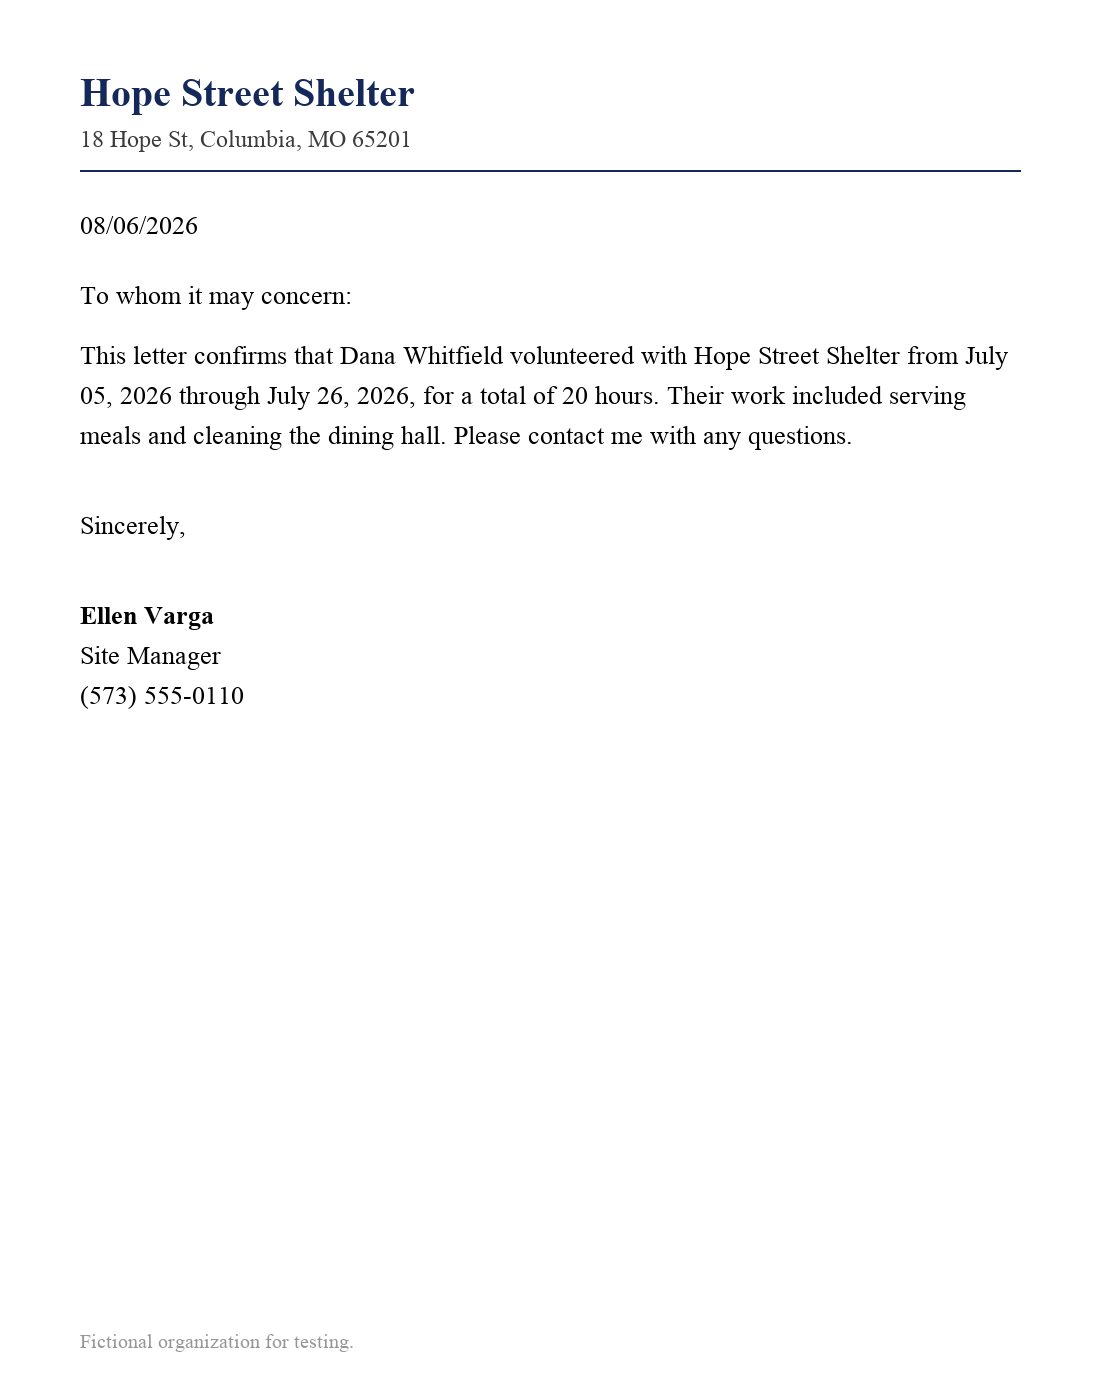 Hope Street Shelter
18 Hope St, Columbia, MO 65201
08/06/2026
To whom it may concern:
This letter confirms that Dana Whitfield volunteered with Hope Street Shelter from July
05, 2026 through July 26, 2026, for a total of 20 hours. Their work included serving
meals and cleaning the dining hall. Please contact me with any questions.
Sincerely,
Ellen Varga
Site Manager
(573) 555-0110
Fictional organization for testing.